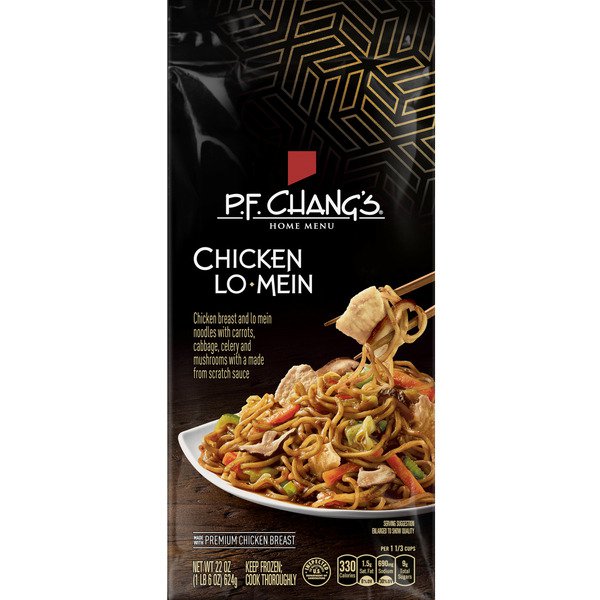 P.F. CHANG'S®
HOME MENU
CHICKEN
LO·MEIN
Chicken breast and lo mein
noodles with carrots,
cabbage, celery and
mushrooms with a made
from scratch sauce
SERVING SUGGESTION
ENLARGED TO SHOW QUALITY
MADE WITH PREMIUM CHICKEN BREAST
PER 1 1/3 CUPS
NET WT 22 OZ
(1 LB 6 OZ) 624g
KEEP FROZEN;
COOK THOROUGHLY
INSPECTED
U.S.
330 Calories
1.5g Sat. Fat
690mg Sodium
9g Total Sugars